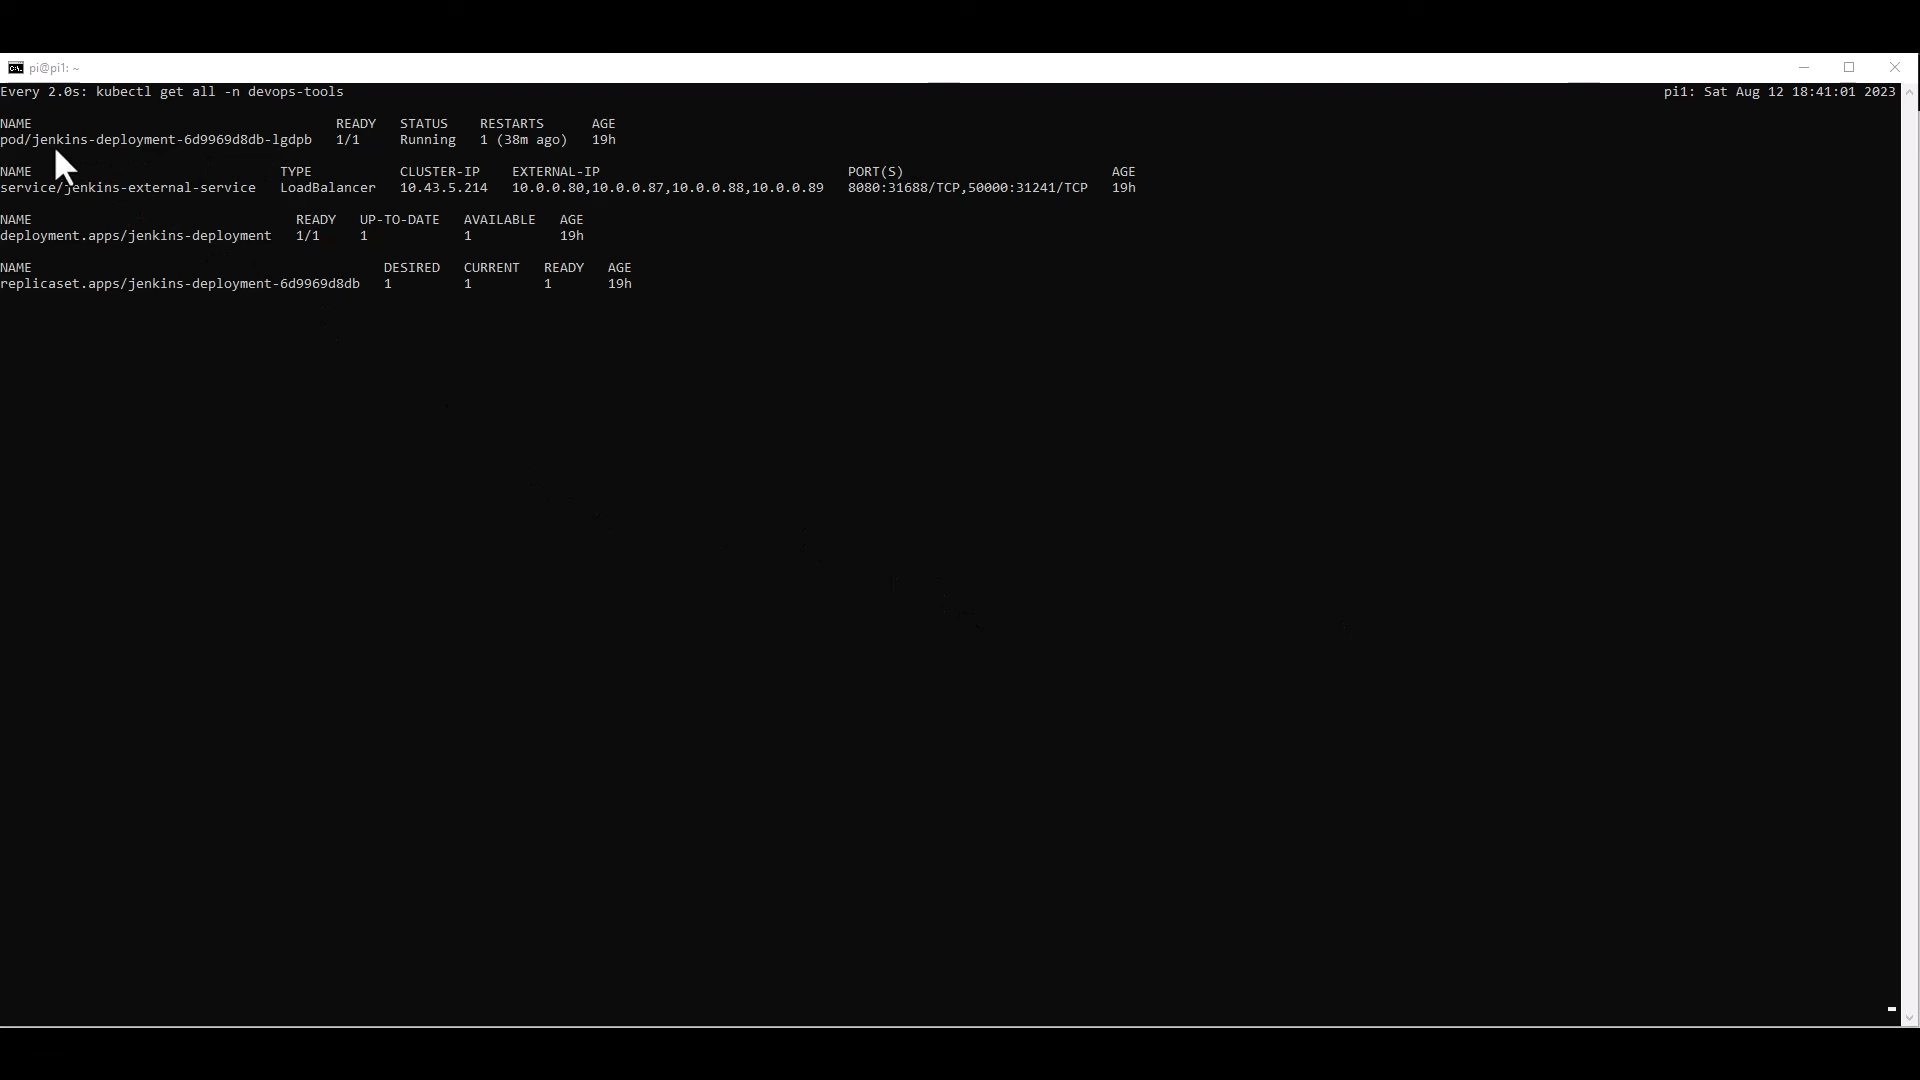 pi@pi1: ~
Every 2.0s: kubectl get all -n devops-tools pi1: Sat Aug 12 18:41:01 2023
NAME READY STATUS RESTARTS AGE
pod/jenkins-deployment-6d9969d8db-lgdpb 1/1 Running 1 (38m ago) 19h
NAME TYPE CLUSTER-IP EXTERNAL-IP PORT(S) AGE
service/jenkins-external-service LoadBalancer 10.43.5.214 10.0.0.80,10.0.0.87,10.0.0.88,10.0.0.89 8080:31688/TCP,50000:31241/TCP 19h
NAME READY UP-TO-DATE AVAILABLE AGE
deployment.apps/jenkins-deployment 1/1 1 1 19h
NAME DESIRED CURRENT READY AGE
replicaset.apps/jenkins-deployment-6d9969d8db 1 1 1 19h